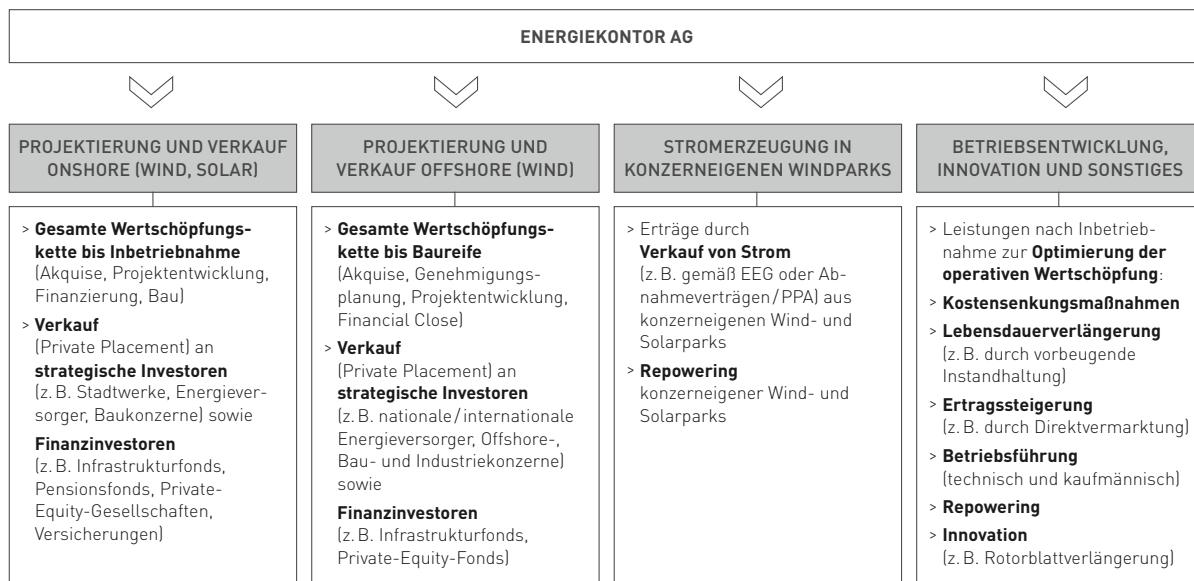 ENERGIEKONTOR AG
PROJEKTIERUNG UND VERKAUF
ONSHORE (WIND, SOLAR)
> Gesamte Wertschöpfungs-
kette bis Inbetriebnahme
(Akquise, Projektentwicklung,
Finanzierung, Bau)
> Verkauf
(Private Placement) an
strategische Investoren
(z. B. Stadtwerke, Energiever-
sorger, Baukonzerne) sowie
Finanzinvestoren
(z. B. Infrastrukturfonds,
Pensionsfonds, Private-
Equity-Gesellschaften,
Versicherungen)
PROJEKTIERUNG UND
VERKAUF OFFSHORE (WIND)
> Gesamte Wertschöpfungs-
kette bis Baureife
(Akquise, Genehmigungs-
planung, Projektentwicklung,
Financial Close)
> Verkauf
(Private Placement) an
strategische Investoren
(z. B. nationale / internationale
Energieversorger, Offshore-,
Bau- und Industriekonzerne)
sowie
Finanzinvestoren
(z. B. Infrastrukturfonds,
Private-Equity-Fonds)
STROMERZEUGUNG IN
KONZERNEIGENEN WINDPARKS
> Erträge durch
Verkauf von Strom
(z. B. gemäß EEG oder Ab-
nahmeverträgen / PPA) aus
konzerneigenen Wind- und
Solarparks
> Repowering
konzerneigener Wind- und
Solarparks
BETRIEBSENTWICKLUNG,
INNOVATION UND SONSTIGES
> Leistungen nach Inbetrieb-
nahme zur Optimierung der
operativen Wertschöpfung:
> Kostensenkungsmaßnahmen
> Lebensdauerverlängerung
(z. B. durch vorbeugende
Instandhaltung)
> Ertragssteigerung
(z. B. durch Direktvermarktung)
> Betriebsführung
(technisch und kaufmännisch)
> Repowering
> Innovation
(z. B. Rotorblattverlängerung)